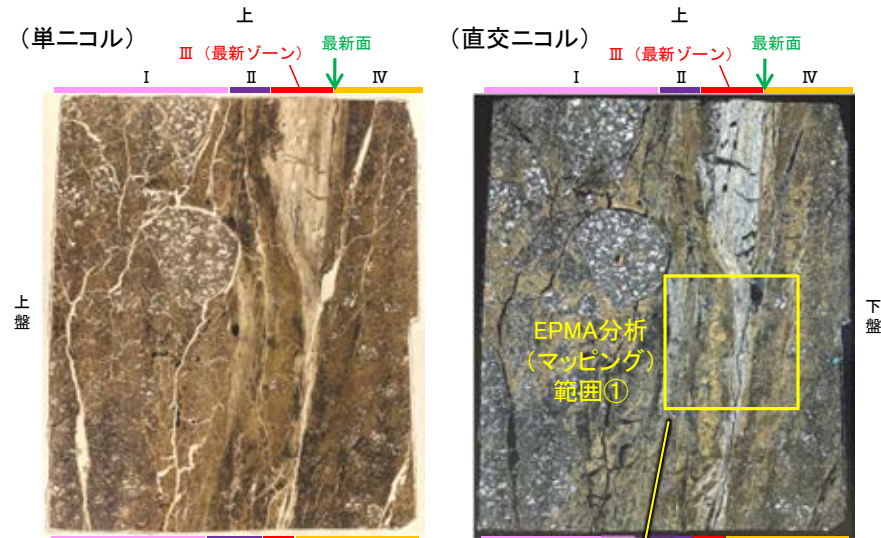 上
(単ニコル)
Ⅲ(最新ゾーン)
最新面
Ⅰ
Ⅱ
Ⅳ
上盤
上
(直交ニコル)
Ⅲ(最新ゾーン)
最新面
Ⅰ
Ⅱ
Ⅳ
EPMA分析
(マッピング)
範囲①
下盤